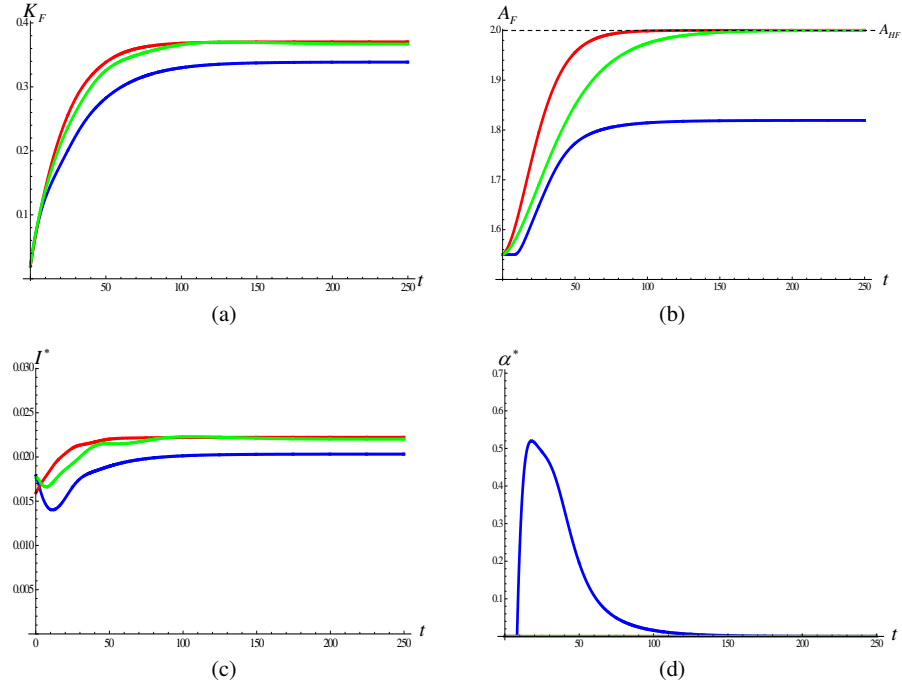 K_F
0.4
0.3
0.2
0.1
50 100 150 200 250 t
(a)
A_F
2.0 A_HF
1.9
1.8
1.7
1.6
50 100 150 200 250 t
(b)
I*
0.030
0.025
0.020
0.015
0.010
0.005
0 50 100 150 200 250 t
(c)
α*
0.7
0.6
0.5
0.4
0.3
0.2
0.1
50 100 150 200 250 t
(d)